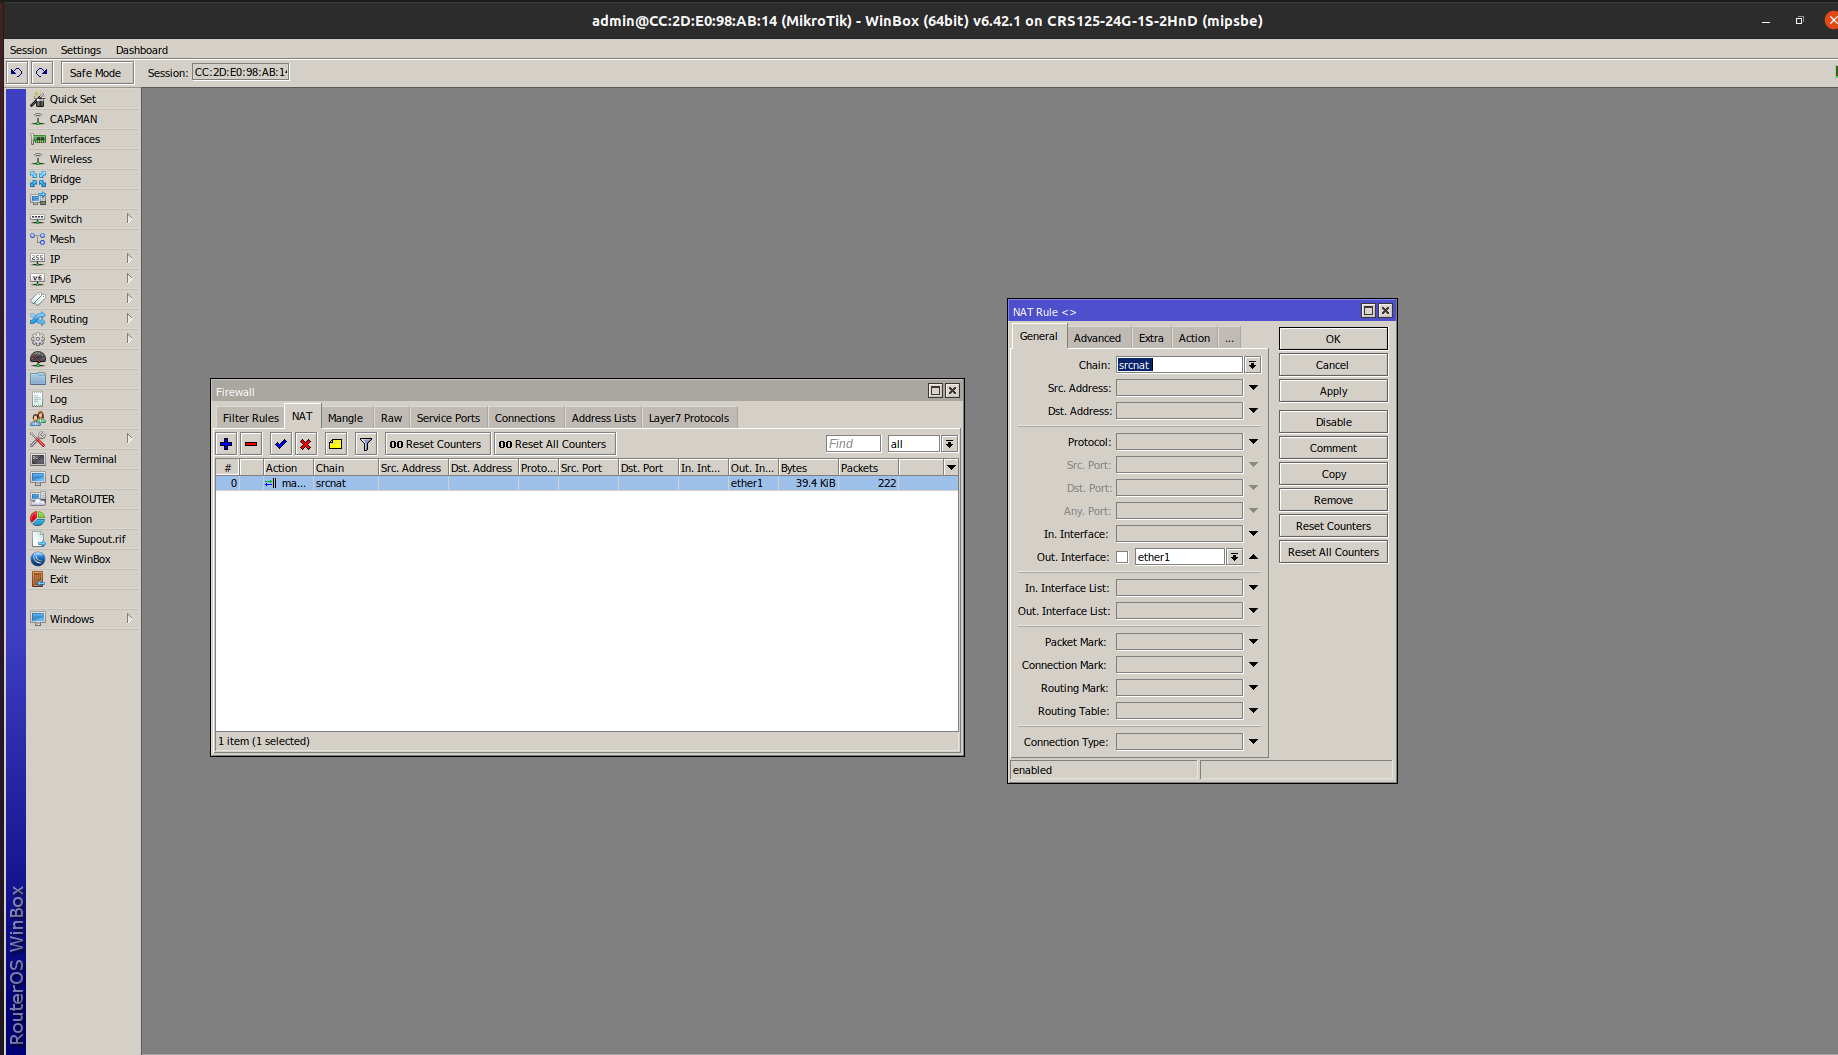 admin@CC:2D:E0:98:AB:14 (MikroTik) - WinBox (64bit) v6.42.1 on CRS125-24G-1S-2HnD (mipsbe)
Session Settings Dashboard
Safe Mode Session: CC:2D:E0:98:AB:14
Quick Set
CAPsMAN
Interfaces
Wireless
Bridge
PPP
Switch
Mesh
IP
IPv6
MPLS
Routing
System
Queues
Files
Log
Radius
Tools
New Terminal
LCD
MetaROUTER
Partition
Make Supout.rif
New WinBox
Exit
Windows
RouterOS WinBox
Firewall
Filter Rules NAT Mangle Raw Service Ports Connections Address Lists Layer7 Protocols
00 Reset Counters 00 Reset All Counters Find all
# Action Chain Src. Address Dst. Address Proto... Src. Port Dst. Port In. Int... Out. In... Bytes Packets
0 ma... srcnat ether1 39.4 KiB 222
1 item (1 selected)
NAT Rule <>
General Advanced Extra Action ...
Chain: srcnat
Src. Address:
Dst. Address:
Protocol:
Src. Port:
Dst. Port:
Any. Port:
In. Interface:
Out. Interface: ether1
In. Interface List:
Out. Interface List:
Packet Mark:
Connection Mark:
Routing Mark:
Routing Table:
Connection Type:
enabled
OK
Cancel
Apply
Disable
Comment
Copy
Remove
Reset Counters
Reset All Counters